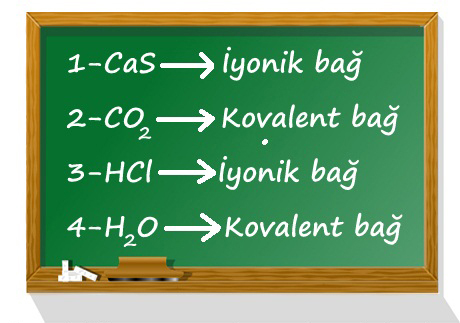 1-CaS→İyonik bağ
2-CO₂→Kovalent bağ
3-HCl→İyonik bağ
4-H₂O→Kovalent bağ